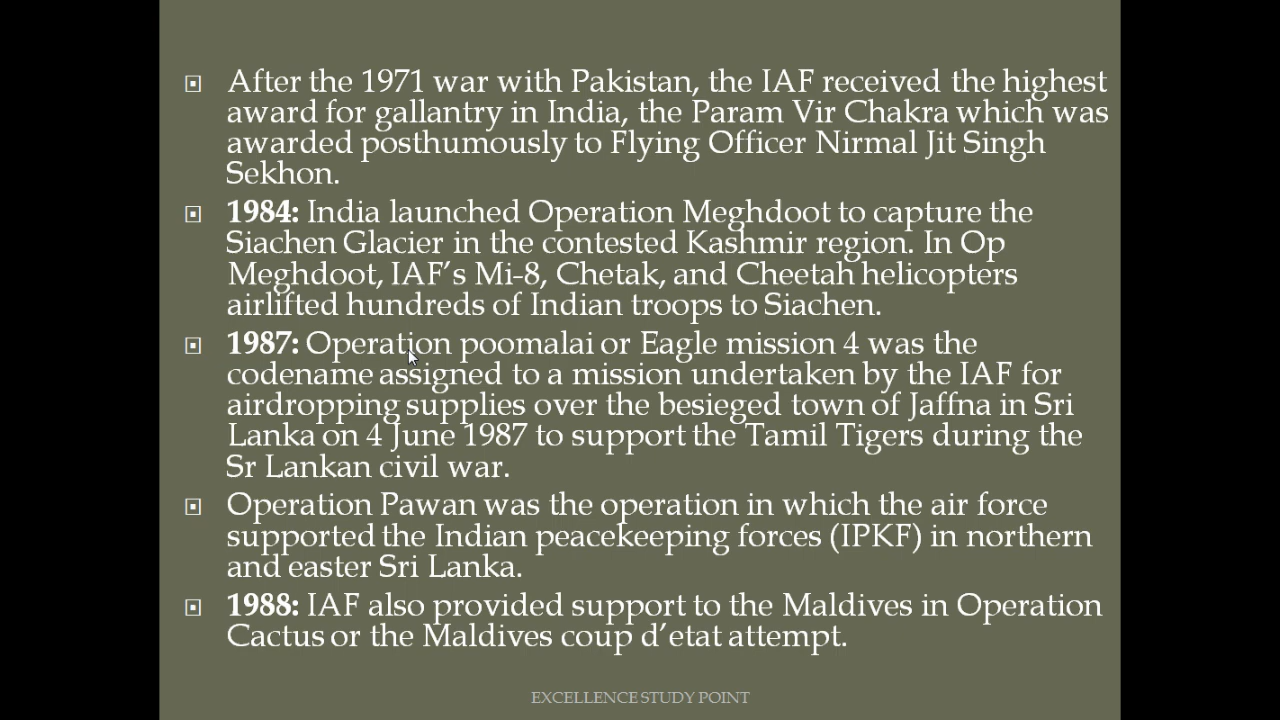 After the 1971 war with Pakistan, the IAF received the highest
award for gallantry in India, the Param Vir Chakra which was
awarded posthumously to Flying Officer Nirmal Jit Singh
Sekhon.
1984: India launched Operation Meghdoot to capture the
Siachen Glacier in the contested Kashmir region. In Op
Meghdoot, IAF’s Mi-8, Chetak, and Cheetah helicopters
airlifted hundreds of Indian troops to Siachen.
1987: Operation poomalai or Eagle mission 4 was the
codename assigned to a mission undertaken by the IAF for
airdropping supplies over the besieged town of Jaffna in Sri
Lanka on 4 June 1987 to support the Tamil Tigers during the
Sr Lankan civil war.
Operation Pawan was the operation in which the air force
supported the Indian peacekeeping forces (IPKF) in northern
and easter Sri Lanka.
1988: IAF also provided support to the Maldives in Operation
Cactus or the Maldives coup d’etat attempt.
EXCELLENCE STUDY POINT